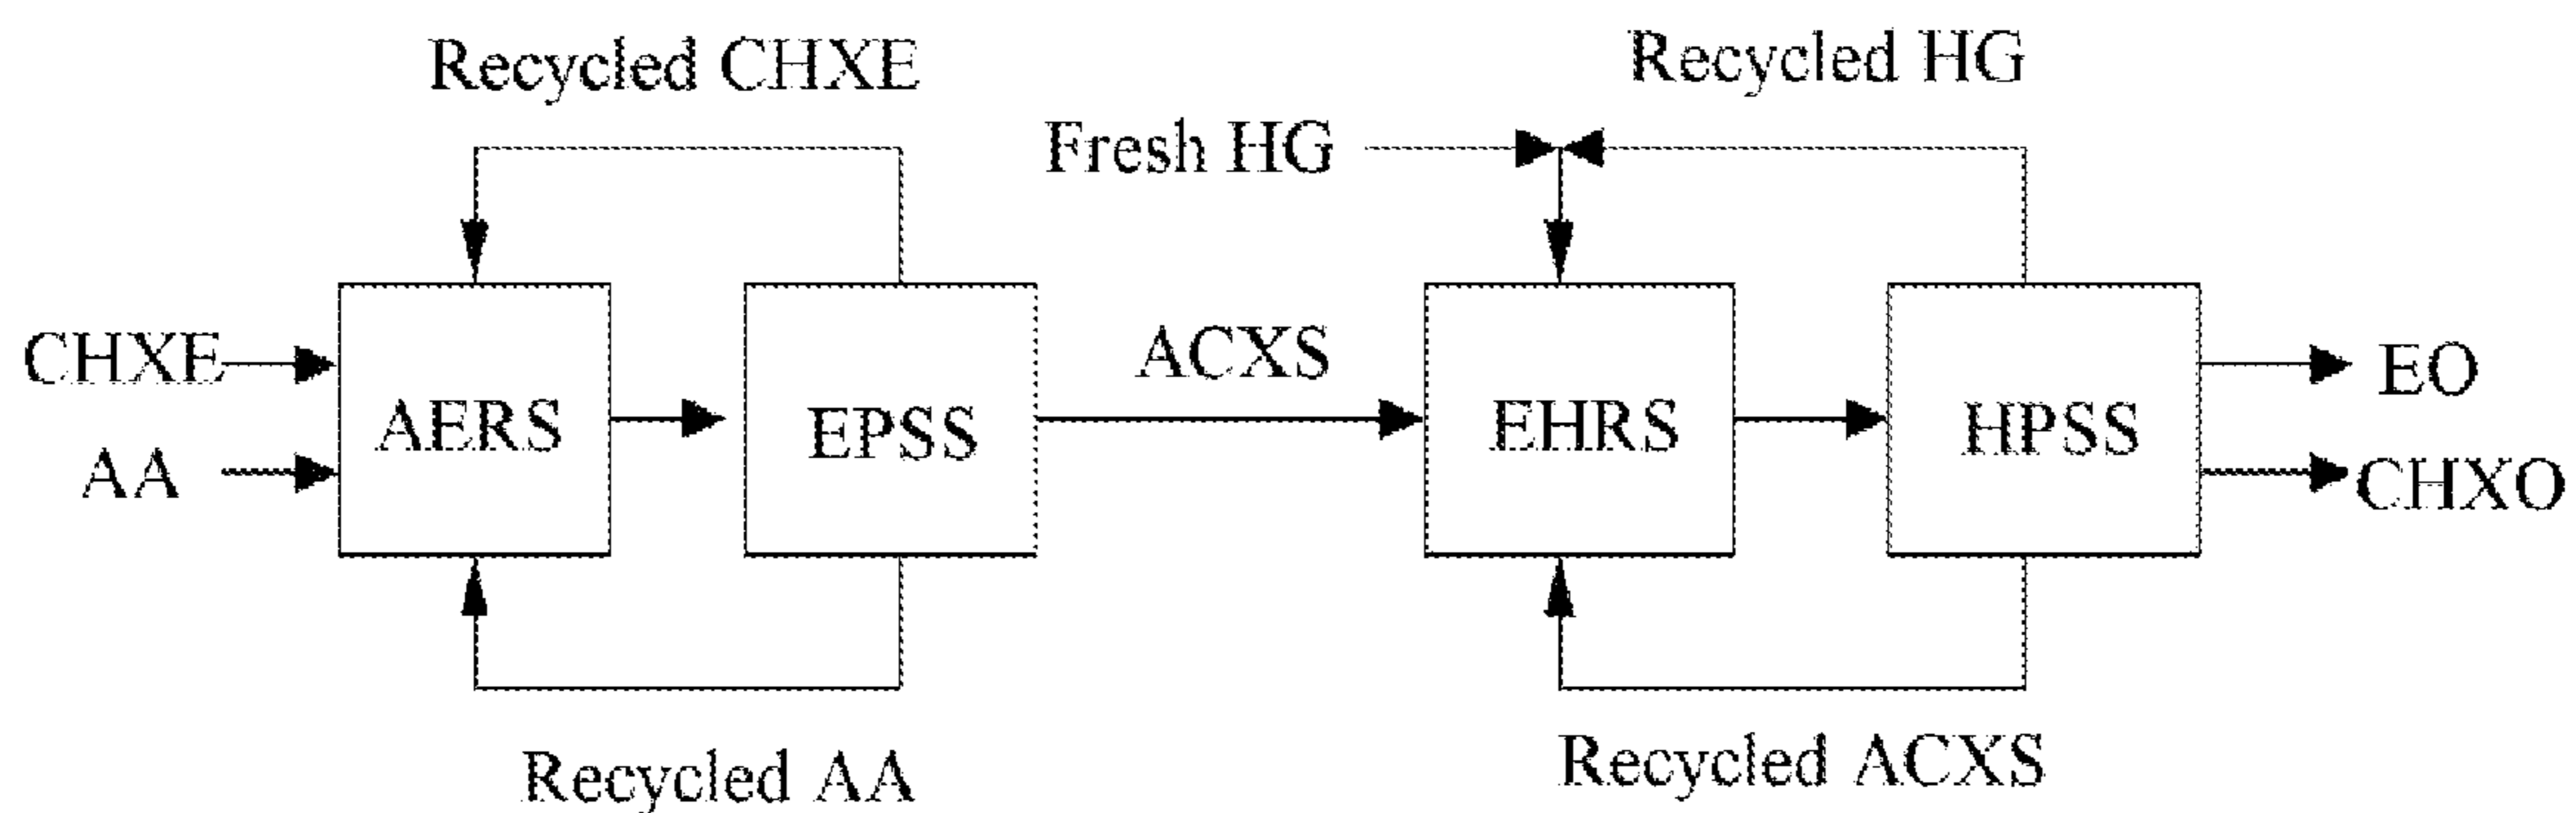 Recycled CHXE
Recycled HG
Fresh HG
CHXE
AA
AERS
EPSS
ACXS
EHRS
HPSS
EO
CHXO
Recycled AA
Recycled ACXS